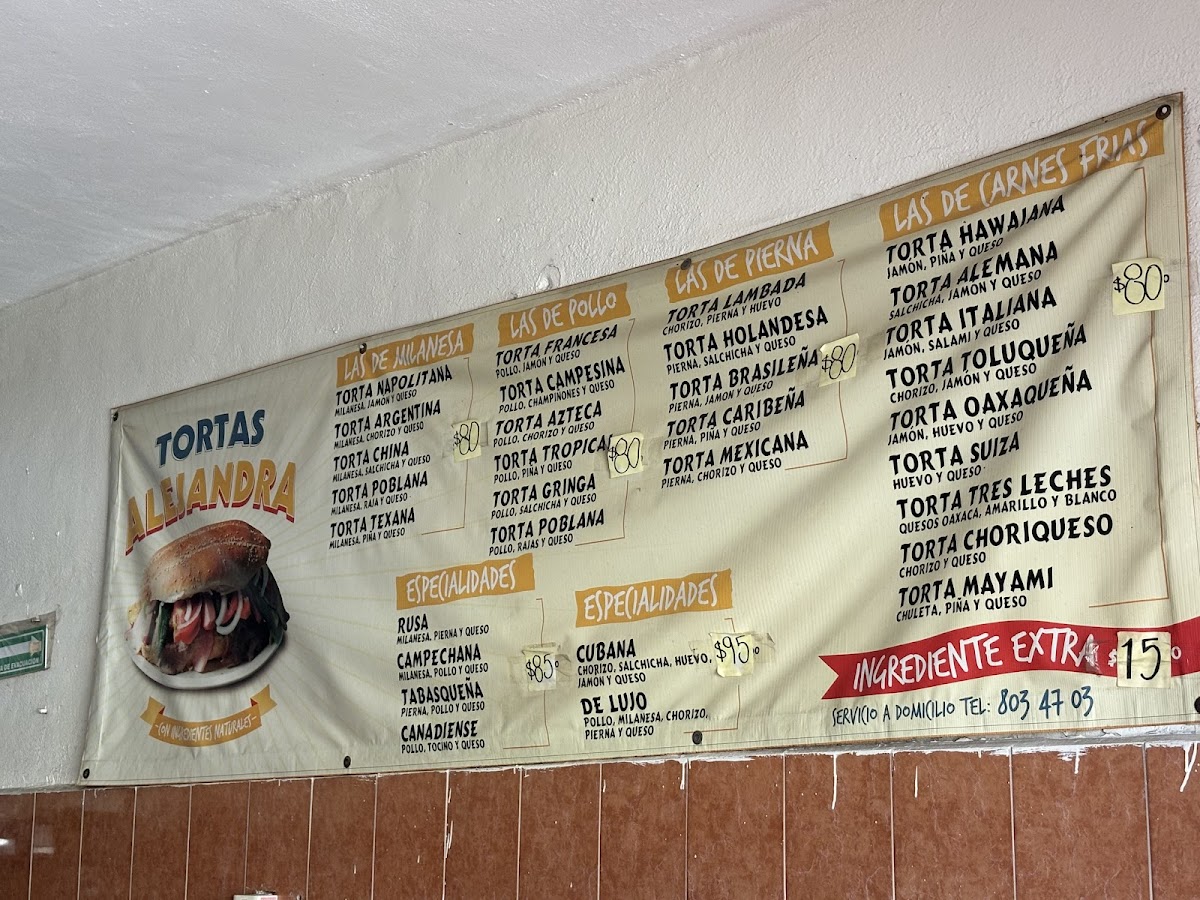 TORTAS
ALEJANDRA
-CON INGREDIENTES NATURALES-
LAS DE MILANESA
TORTA NAPOLITANA
MILANESA, JAMON Y QUESO
TORTA ARGENTINA
MILANESA, CHORIZO Y QUESO
TORTA CHINA
MILANESA, SALCHICHA Y QUESO
TORTA POBLANA
MILANESA, RAJA Y QUESO
TORTA TEXANA
MILANESA, PIÑA Y QUESO
$80
LAS DE POLLO
TORTA FRANCESA
POLLO, JAMON Y QUESO
TORTA CAMPESINA
POLLO, CHAMPIÑONES Y QUESO
TORTA AZTECA
POLLO, CHORIZO Y QUESO
TORTA TROPICAL
POLLO, PIÑA Y QUESO
TORTA GRINGA
POLLO, SALCHICHA Y QUESO
TORTA POBLANA
POLLO, RAJAS Y QUESO
$80
LAS DE PIERNA
TORTA LAMBADA
CHORIZO, PIERNA Y HUEVO
TORTA HOLANDESA
PIERNA, SALCHICHA Y QUESO
TORTA BRASILEÑA
PIERNA, JAMON Y QUESO
TORTA CARIBEÑA
PIERNA, PIÑA Y QUESO
TORTA MEXICANA
PIERNA, CHORIZO Y QUESO
$80
LAS DE CARNES FRIAS
TORTA HAWAIANA
JAMÓN, PIÑA Y QUESO
TORTA ALEMANA
SALCHICHA, JAMÓN Y QUESO
TORTA ITALIANA
JAMÓN, SALAMI Y QUESO
TORTA TOLUQUEÑA
CHORIZO, JAMÓN Y QUESO
TORTA OAXAQUEÑA
JAMÓN, HUEVO Y QUESO
TORTA SUIZA
HUEVO Y QUESO
TORTA TRES LECHES
QUESOS OAXACA, AMARILLO Y BLANCO
TORTA CHORIQUESO
CHORIZO Y QUESO
TORTA MAYAMI
CHULETA, PIÑA Y QUESO
$80
ESPECIALIDADES
RUSA
MILANESA, PIERNA Y QUESO
CAMPECHANA
MILANESA, POLLO Y QUESO
TABASQUEÑA
PIERNA, POLLO Y QUESO
CANADIENSE
POLLO, TOCINO Y QUESO
$85
ESPECIALIDADES
CUBANA
CHORIZO, SALCHICHA, HUEVO,
JAMON Y QUESO
DE LUJO
POLLO, MILANESA, CHORIZO,
PIERNA Y QUESO
$95
INGREDIENTE EXTRA $15
SERVICIO A DOMICILIO TEL: 803 47 03
DE EVACUACIÓN